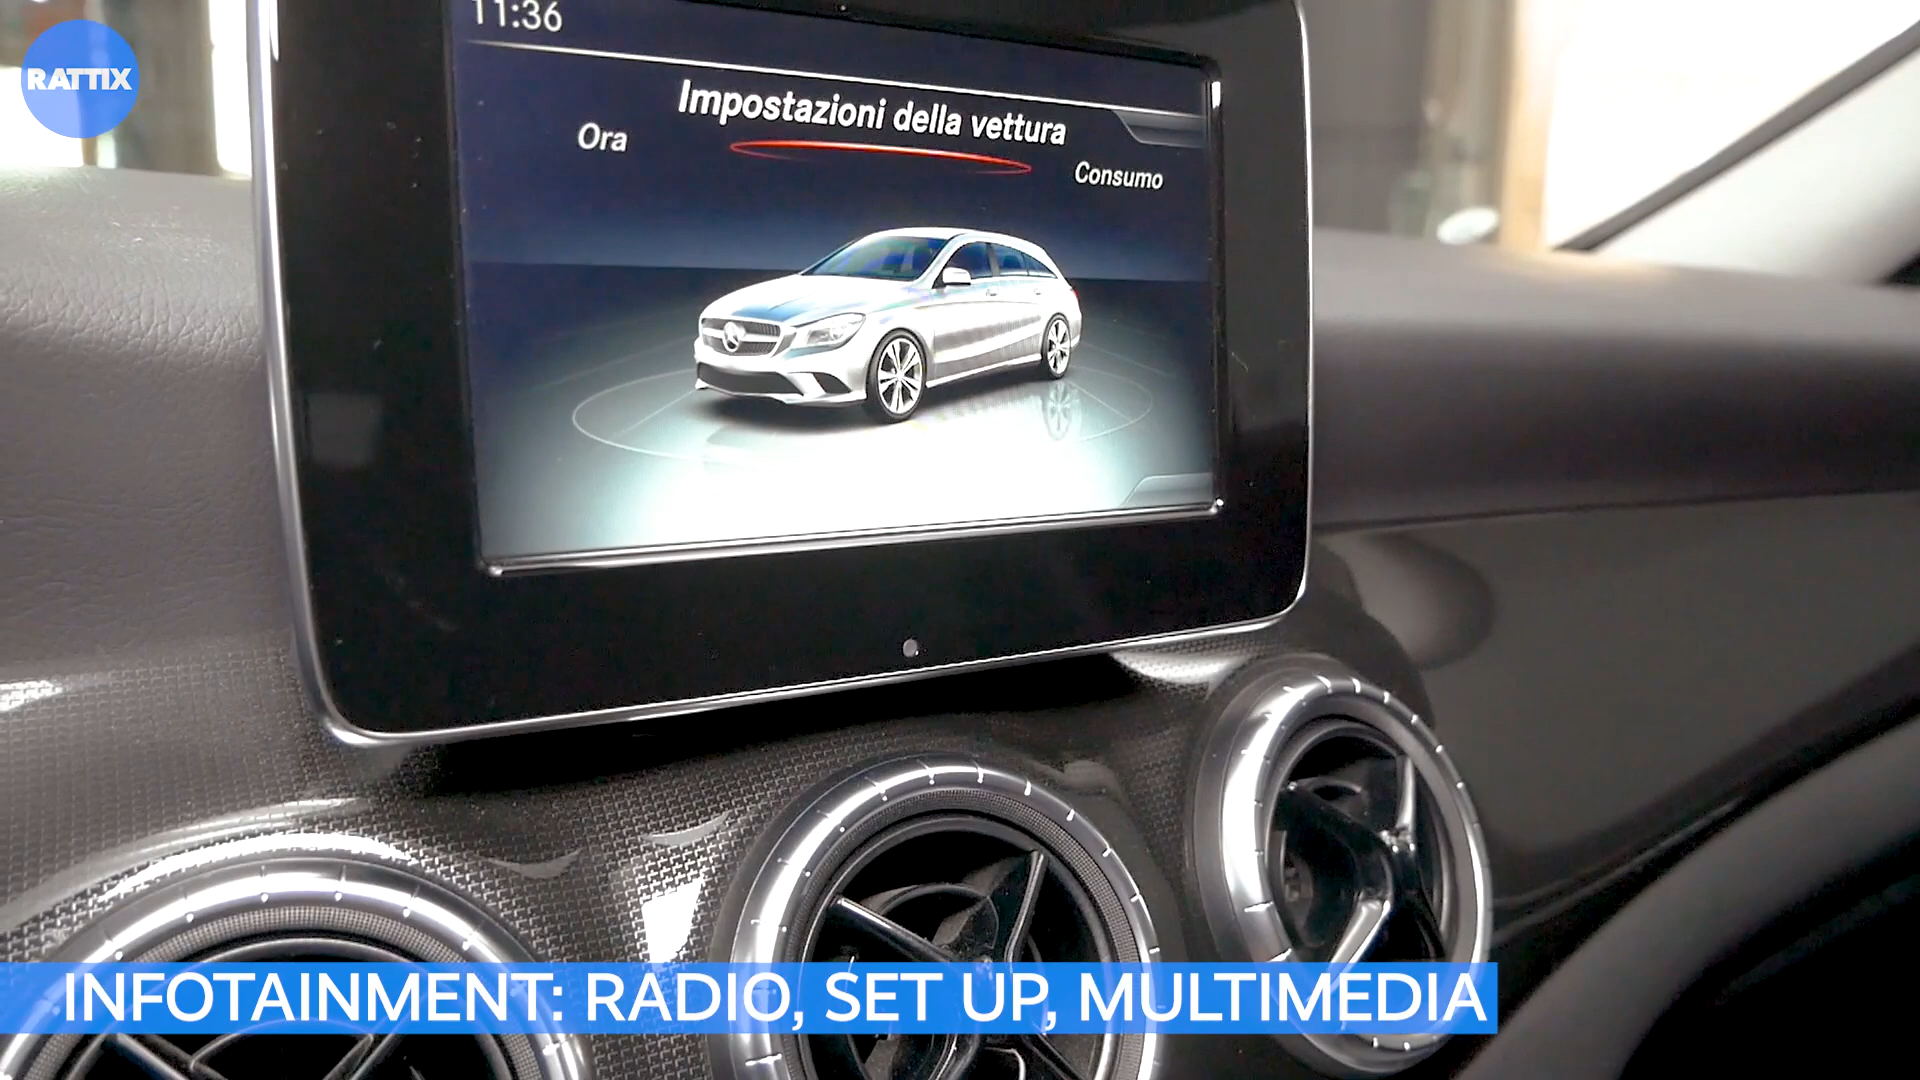 RATTIX
11:36
Impostazioni della vettura
Ora
Consumo
INFOTAINMENT: RADIO, SET UP, MULTIMEDIA